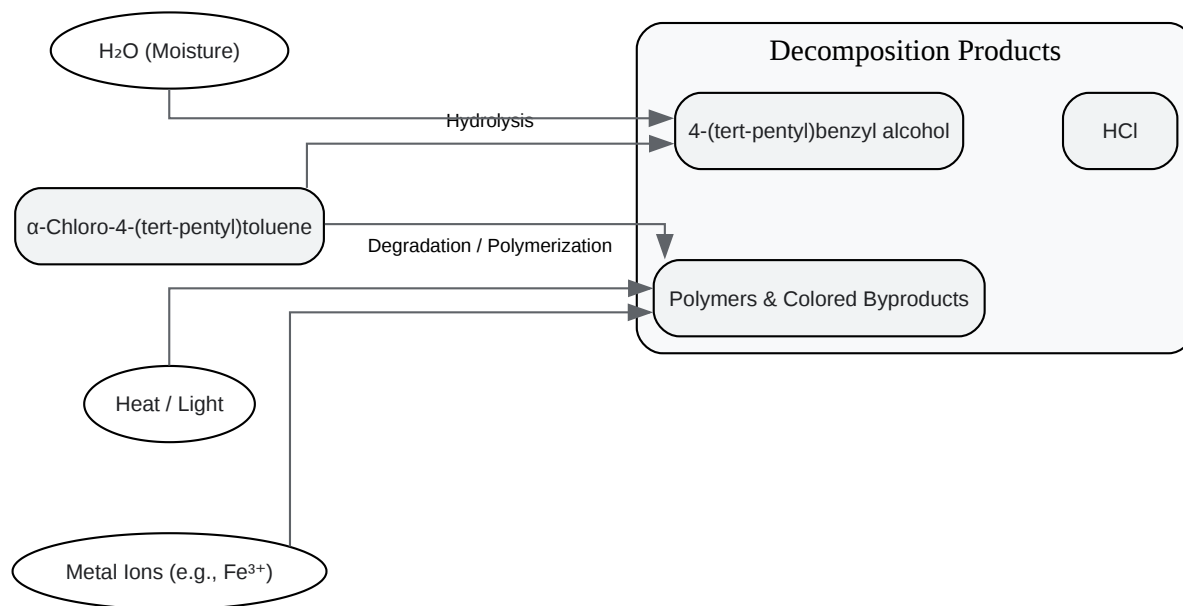 H₂O (Moisture)
Decomposition Products
Hydrolysis
4-(tert-pentyl)benzyl alcohol
HCl
α-Chloro-4-(tert-pentyl)toluene
Degradation / Polymerization
Polymers & Colored Byproducts
Heat / Light
Metal Ions (e.g., Fe³⁺)